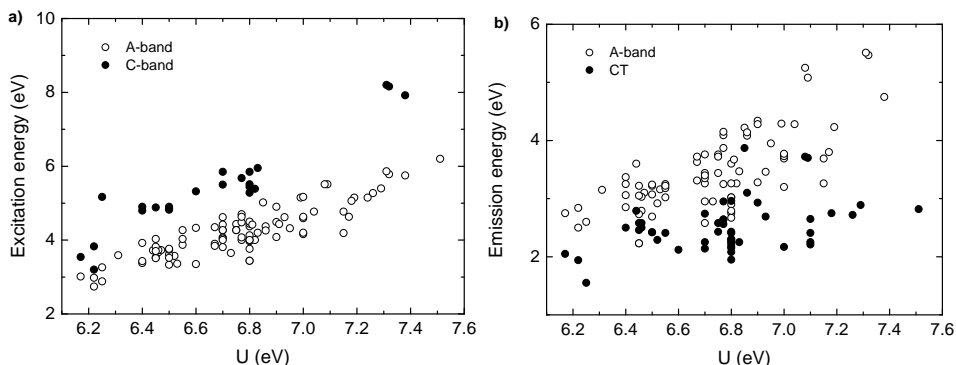 a)
Excitation energy (eV)
10
8
6
4
2
A-band
C-band
6.2 6.4 6.6 6.8 7.0 7.2 7.4 7.6
U (eV)
b)
Emission energy (eV)
6
4
2
A-band
CT
6.2 6.4 6.6 6.8 7.0 7.2 7.4 7.6
U (eV)